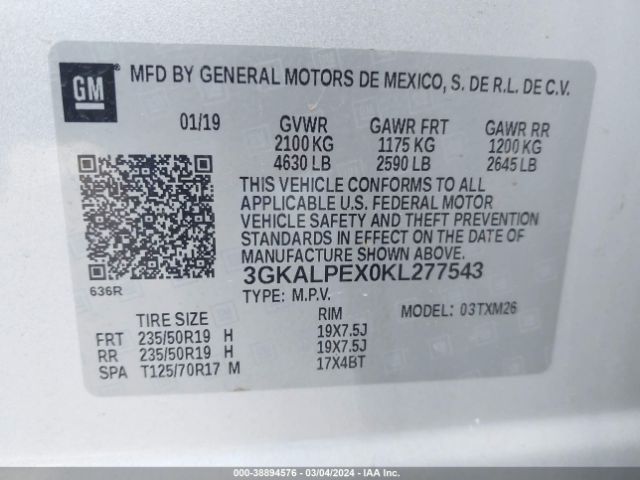 GM ® MFD BY GENERAL MOTORS DE MEXICO, S. DE R.L. DE C.V.
01/19 GVWR GAWR FRT GAWR RR
2100 KG 1175 KG 1200 KG
4630 LB 2590 LB 2645 LB
THIS VEHICLE CONFORMS TO ALL
APPLICABLE U.S. FEDERAL MOTOR
VEHICLE SAFETY AND THEFT PREVENTION
STANDARDS IN EFFECT ON THE DATE OF
MANUFACTURE SHOWN ABOVE.
3GKALPEX0KL277543
636R TYPE: M.P.V. MODEL: 03TXM26
TIRE SIZE RIM
FRT 235/50R19 H 19X7.5J
RR 235/50R19 H 19X7.5J
SPA T125/70R17 M 17X4BT
000-38894576 - 03/04/2024 - IAAI.COM